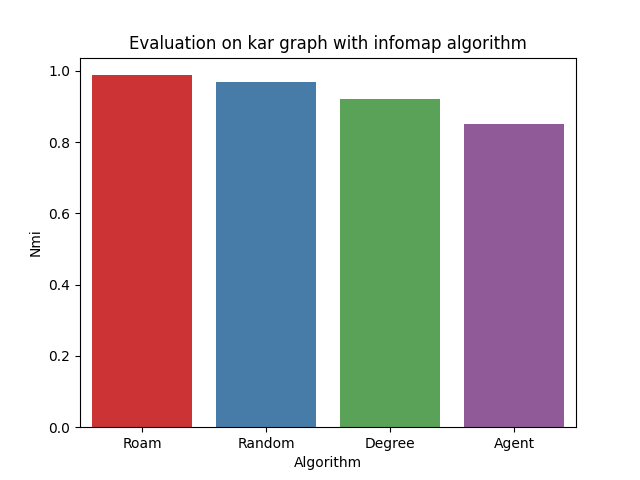 Evaluation on kar graph with infomap algorithm
1.0
0.8
0.6
0.4
0.2
0.0
Nmi
Roam Random Degree Agent
Algorithm